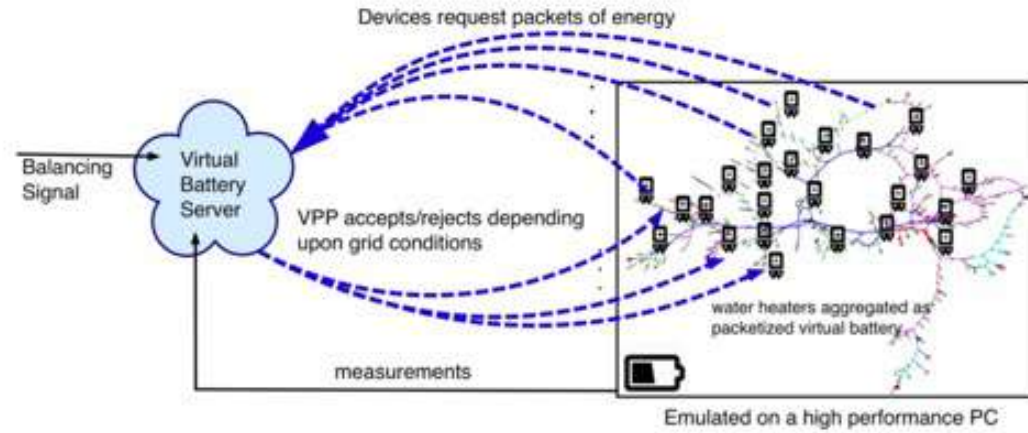 Devices request packets of energy
Balancing
Signal
Virtual
Battery
Server
VPP accepts/rejects depending
upon grid conditions
water heaters aggregated as
packetized virtual battery
measurements
Emulated on a high performance PC